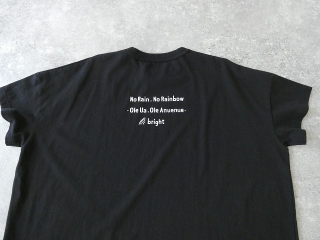 No Rain. No Rainbow
-Ole Ua. Ole Anuenue-
bright